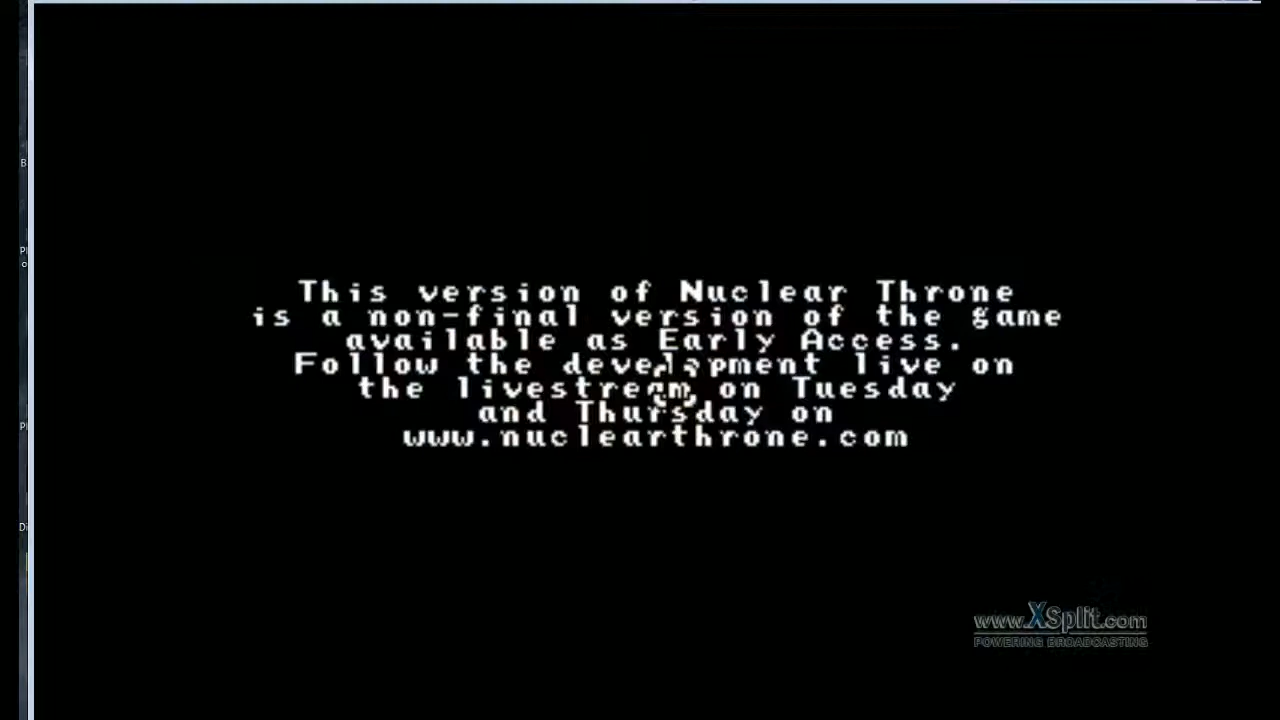 This version of Nuclear Throne
is a non-final version of the game
available as Early Access.
Follow the development live on
the livestream on Tuesday
and Thursday on
www.nuclearthrone.com
www.XSplit.com
POWERING BROADCASTING